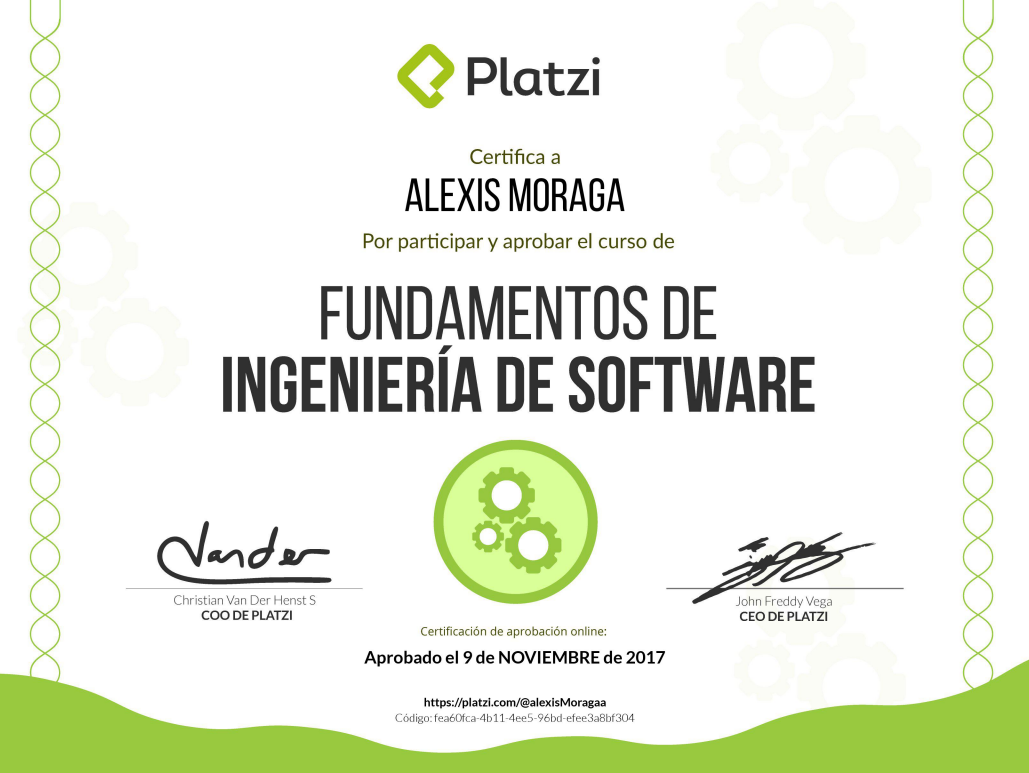 Platzi
Certifica a
ALEXIS MORAGA
Por participar y aprobar el curso de
FUNDAMENTOS DE
INGENIERÍA DE SOFTWARE
Vander
Christian Van Der Henst S
COO DE PLATZI
John Freddy Vega
CEO DE PLATZI
Certificación de aprobación online:
Aprobado el 9 de NOVIEMBRE de 2017
https://platzi.com/@alexisMoragaa
Código: fea60fca-4b11-4ee5-96bd-efee3a8bf304